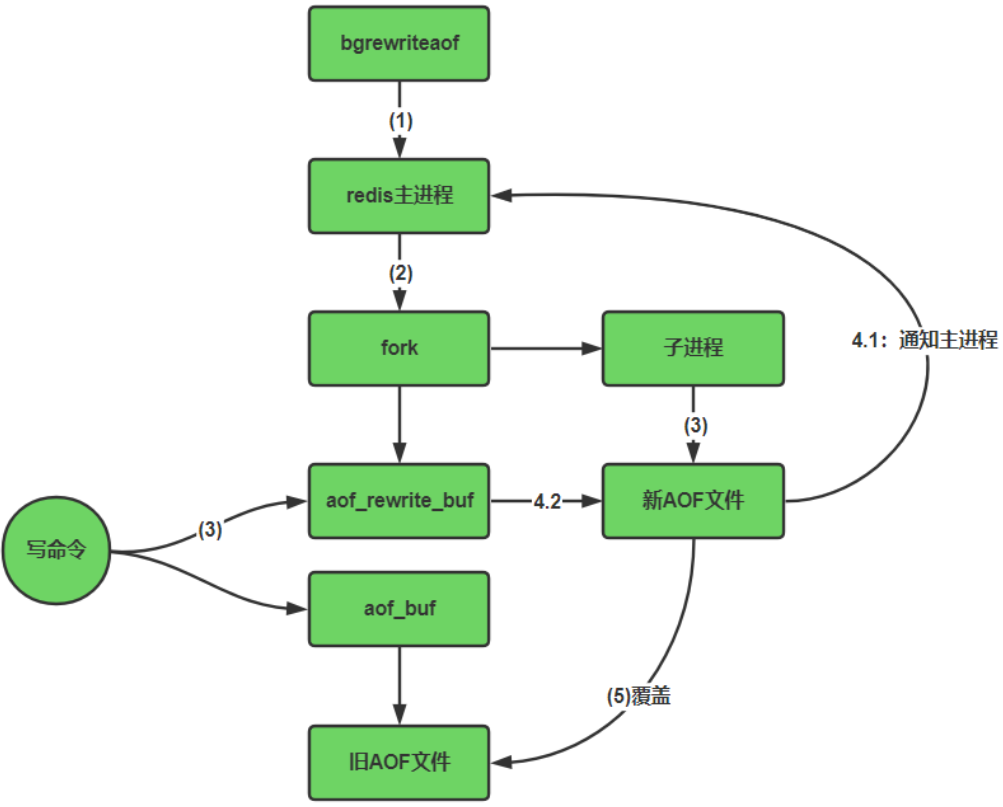 bgrewriteaof
(1)
redis主进程
(2)
fork
子进程
4.1：通知主进程
(3)
aof_rewrite_buf
4.2
新AOF文件
(3)
写命令
aof_buf
(5)覆盖
旧AOF文件